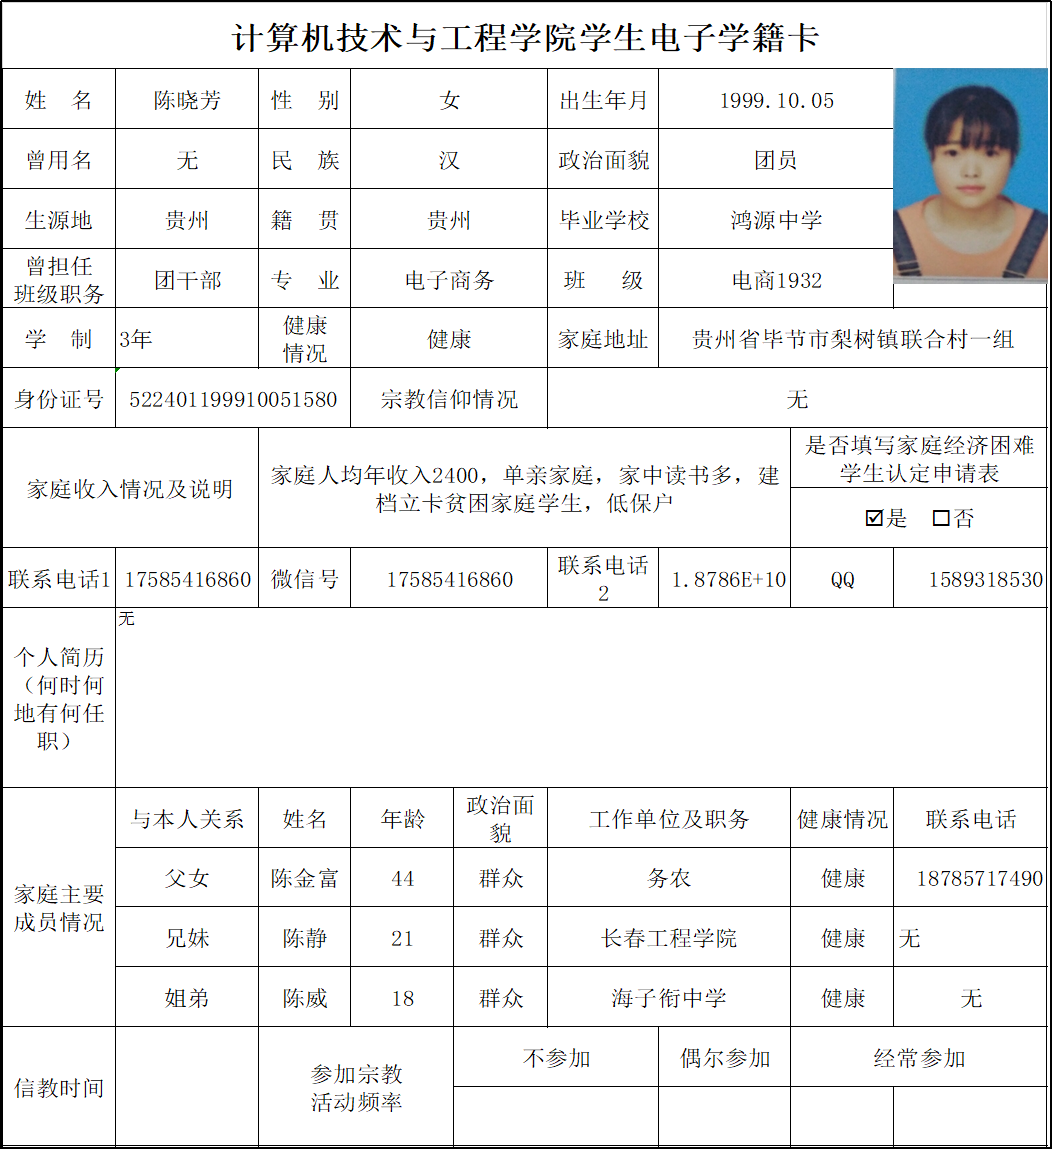 计算机技术与工程学院学生电子学籍卡
姓 名 陈晓芳 性 别 女 出生年月 1999.10.05
曾用名 无 民 族 汉 政治面貌 团员
生源地 贵州 籍 贯 贵州 毕业学校 鸿源中学
曾担任
班级职务 团干部 专 业 电子商务 班 级 电商1932
学 制 3年 健康
情况 健康 家庭地址 贵州省毕节市梨树镇联合村一组
身份证号 522401199910051580 宗教信仰情况 无
家庭收入情况及说明
家庭人均年收入2400，单亲家庭，家中读书多，建
档立卡贫困家庭学生，低保户
是否填写家庭经济困难
学生认定申请表
☑是 □否
联系电话1 17585416860 微信号 17585416860 联系电话
2 1.8786E+10 QQ 1589318530
个人简历
（何时何
地有何任
职）
无
家庭主要
成员情况
与本人关系 姓名 年龄 政治面
貌 工作单位及职务 健康情况 联系电话
父女 陈金富 44 群众 务农 健康 18785717490
兄妹 陈静 21 群众 长春工程学院 健康 无
姐弟 陈威 18 群众 海子衔中学 健康 无
信教时间
参加宗教
活动频率
不参加 偶尔参加 经常参加